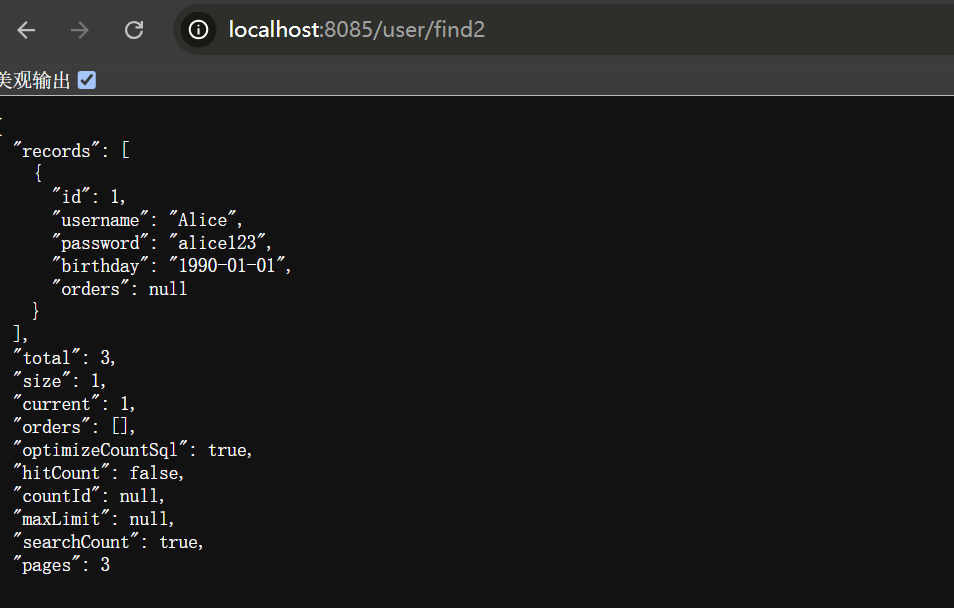 localhost:8085/user/find2
美观输出
{
"records": [
{
"id": 1,
"username": "Alice",
"password": "alice123",
"birthday": "1990-01-01",
"orders": null
}
],
"total": 3,
"size": 1,
"current": 1,
"orders": [],
"optimizeCountSql": true,
"hitCount": false,
"countId": null,
"maxLimit": null,
"searchCount": true,
"pages": 3